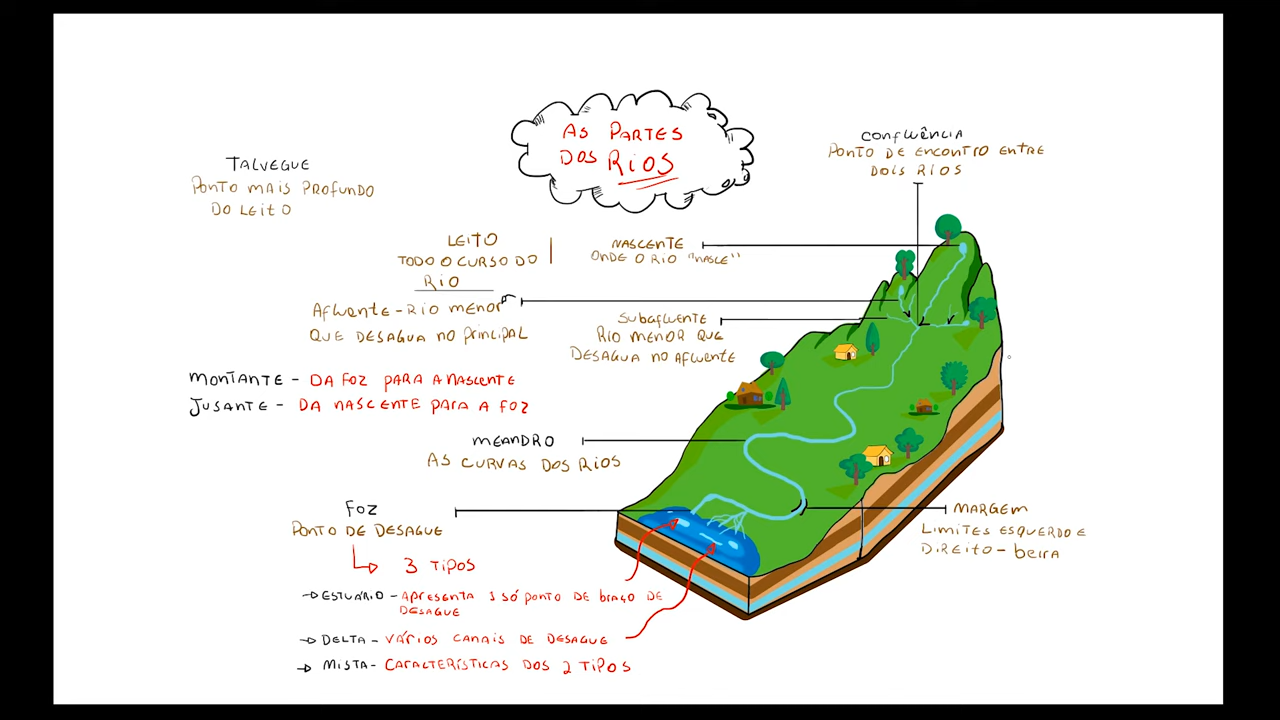 AS PARTES
DOS RIOS
CONFLUÊNCIA
PONTO DE ENCONTRO ENTRE
DOIS RIOS
TALVEGUE
PONTO MAIS PROFUNDO
DO LEITO
LEITO
TODO O CURSO DO
RIO
NASCENTE
ONDE O RIO "NASCE"
AFLUENTE - RIO MENOR
QUE DESAGUA NO PRINCIPAL
SUBAFLUENTE
RIO MENOR QUE
DESAGUA NO AFLUENTE
MONTANTE - DA FOZ PARA A NASCENTE
JUSANTE - DA NASCENTE PARA A FOZ
MEANDRO
AS CURVAS DOS RIOS
FOZ
PONTO DE DESAGUE
3 TIPOS
ESTUÁRIO - APRESENTA 1 SÓ PONTO DE BRAÇO DE
DESAGUE
DELTA - VÁRIOS CANAIS DE DESAGUE
MISTA - CARACTERÍSTICAS DOS 2 TIPOS
MARGEM
LIMITES ESQUERDO E
DIREITO - BEIRA